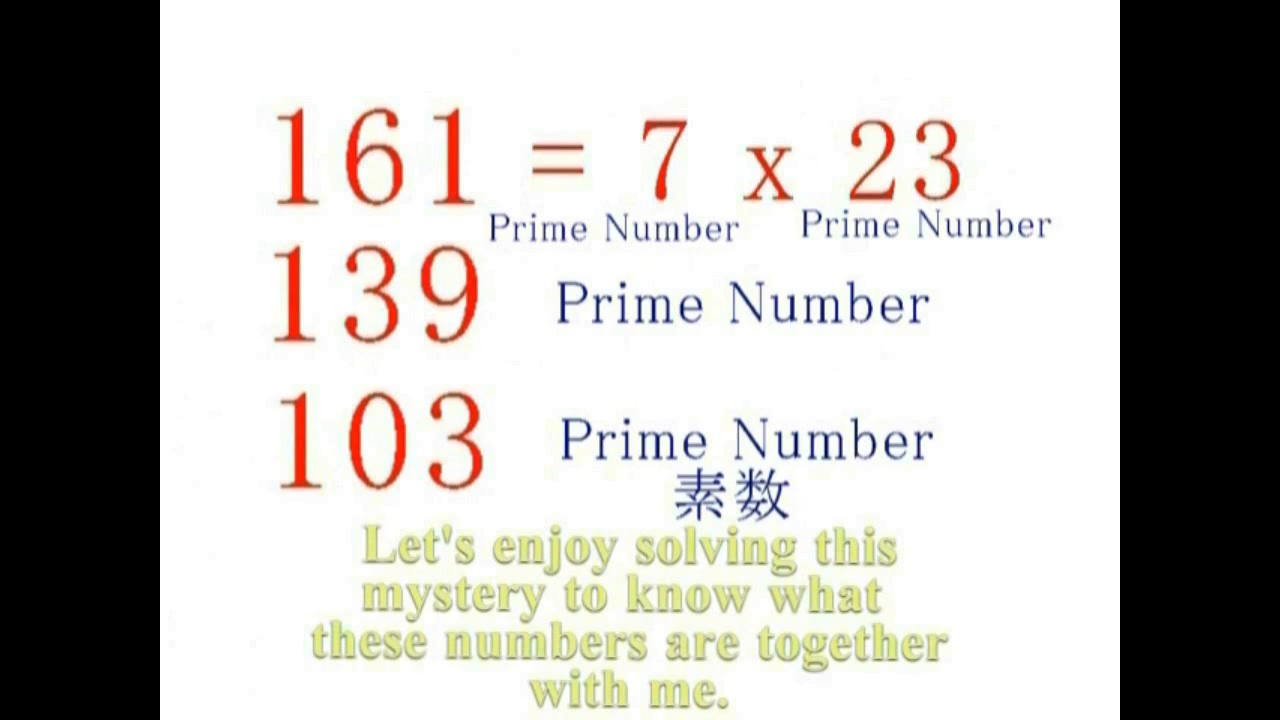 161 = 7 x 23
Prime Number Prime Number
139 Prime Number
103 Prime Number
素数
Let's enjoy solving this
mystery to know what
these numbers are together
with me.